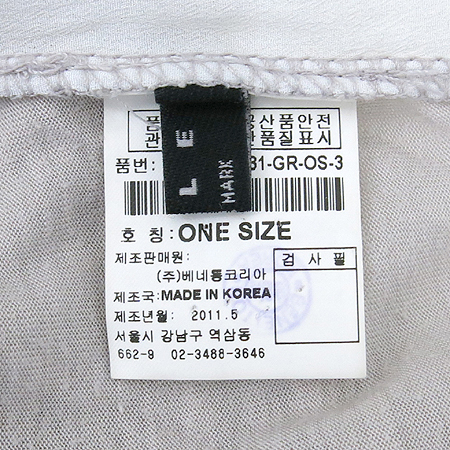 품 용산품안전
관 한품질표시
L E
MARK
품번: 31-GR-OS-3
호 칭: ONE SIZE
제조판매원:
(주)베네통코리아
제조국: MADE IN KOREA
제조년월: 2011.5
서울시 강남구 역삼동
662-9 02-3488-3646
검 사 필